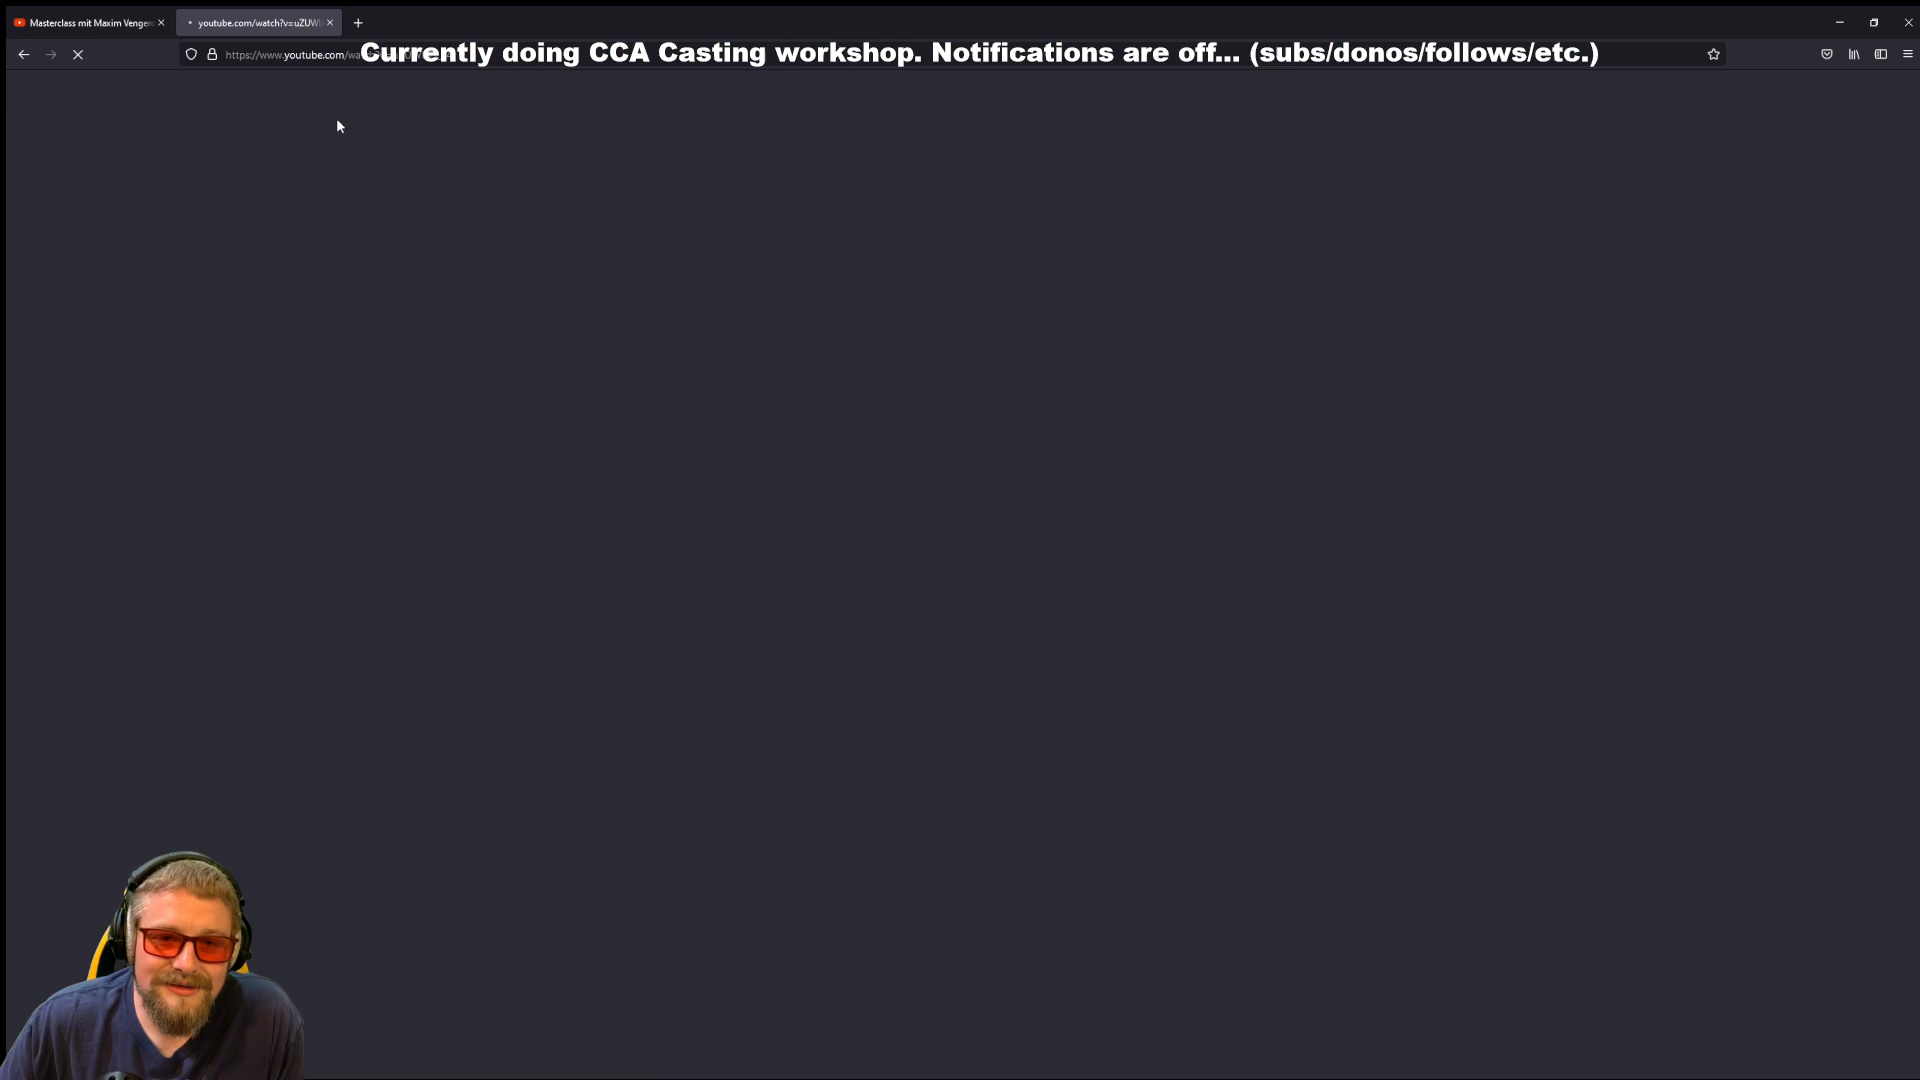 Masterclass mit Maxim Venger
youtube.com/watch?v=uZUW
https://www.youtube.com/wa
Currently doing CCA Casting workshop. Notifications are off... (subs/donos/follows/etc.)